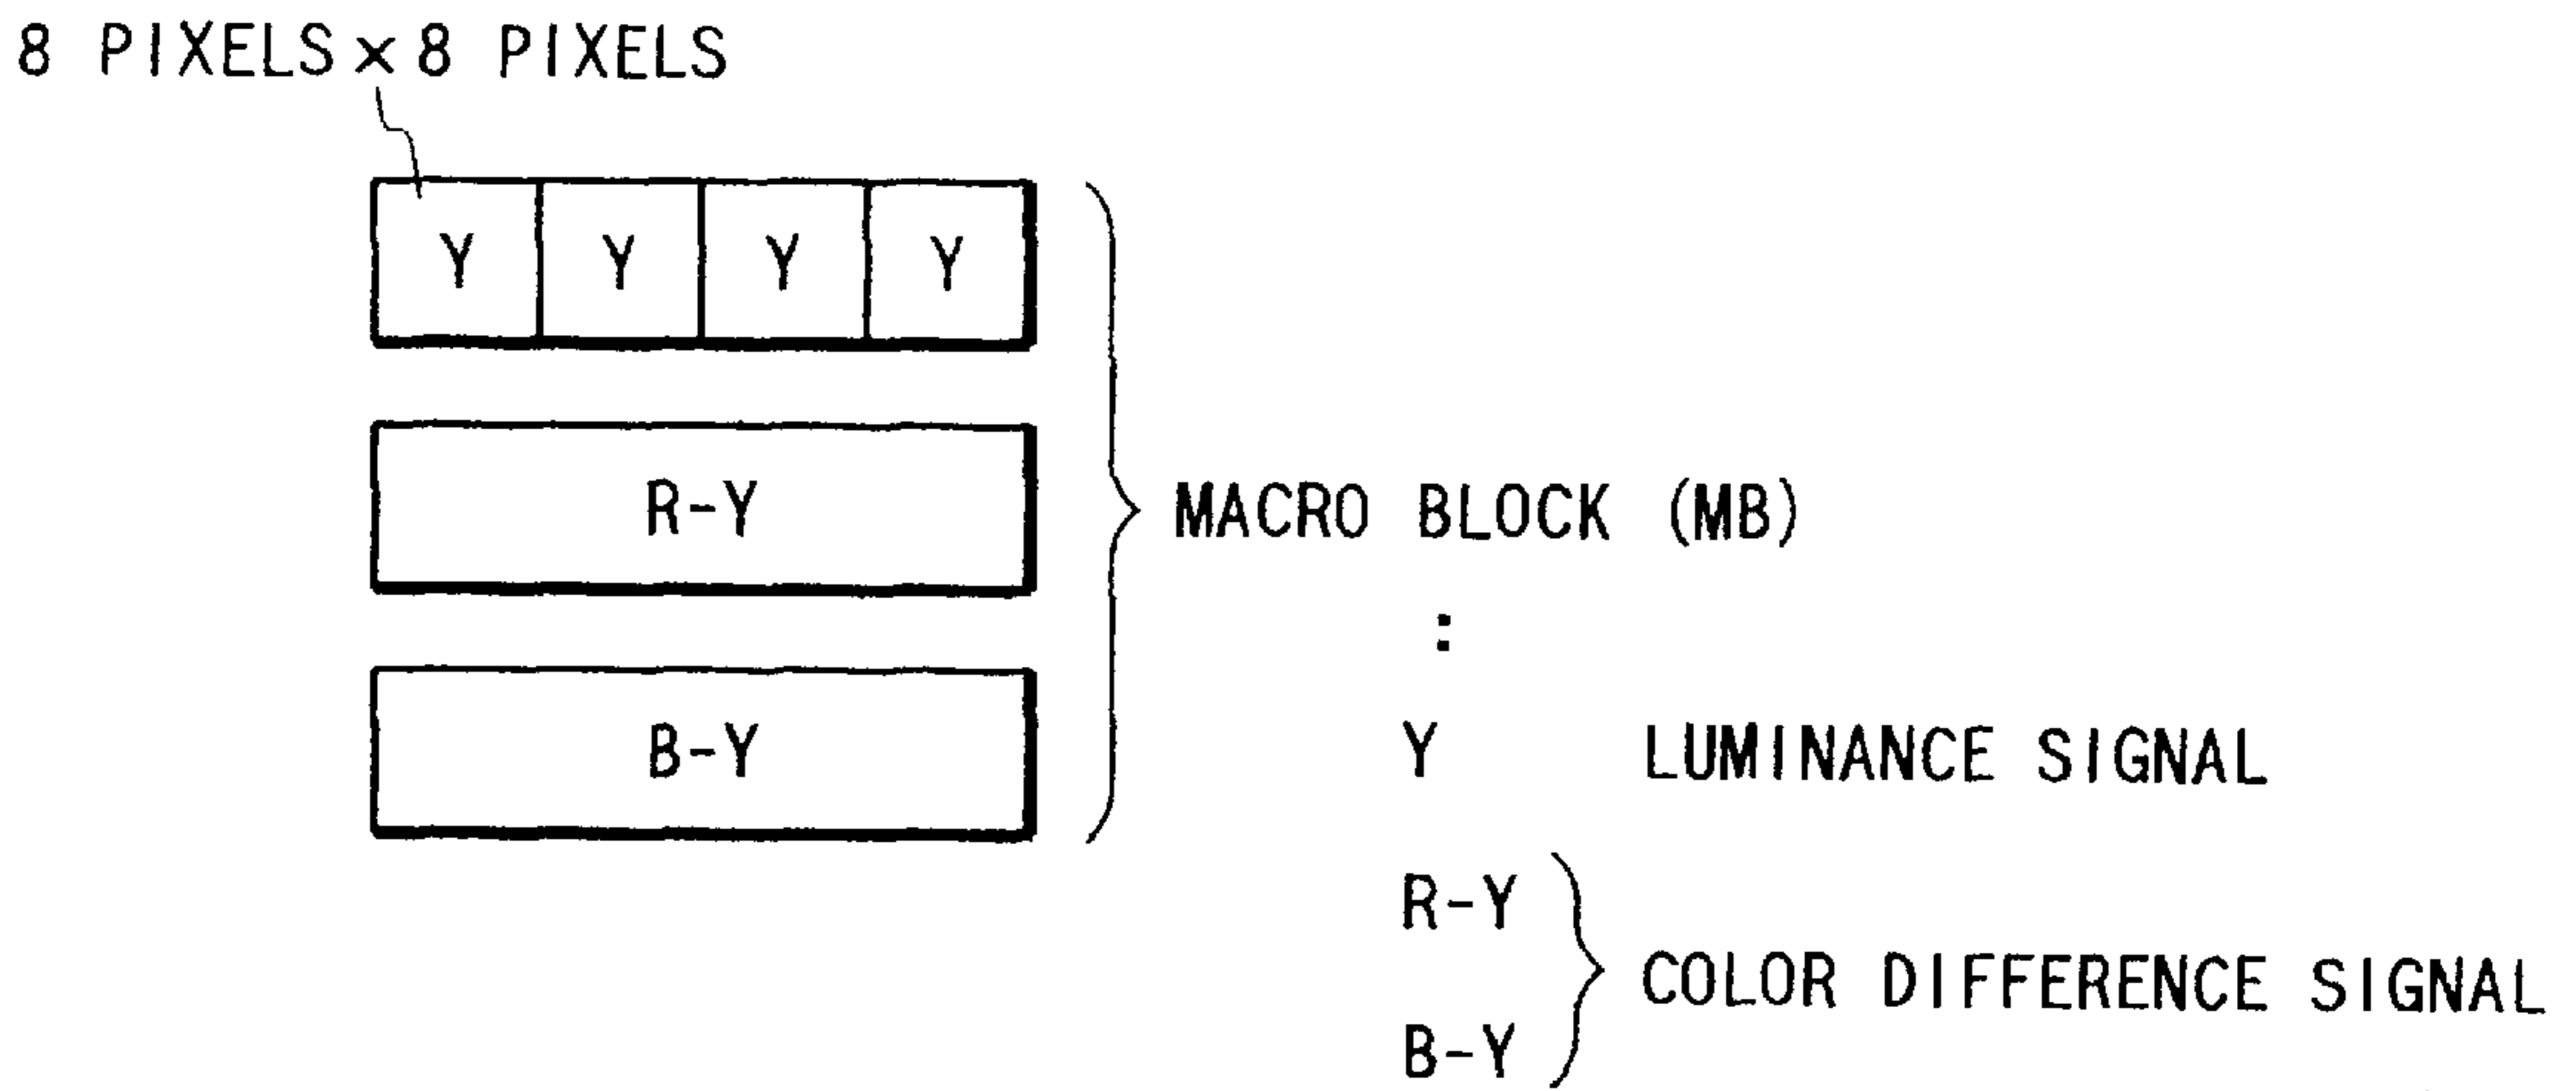 8 PIXELS×8 PIXELS
Y Y Y Y
R-Y
MACRO BLOCK (MB)
:
B-Y
Y LUMINANCE SIGNAL
R-Y
COLOR DIFFERENCE SIGNAL
B-Y